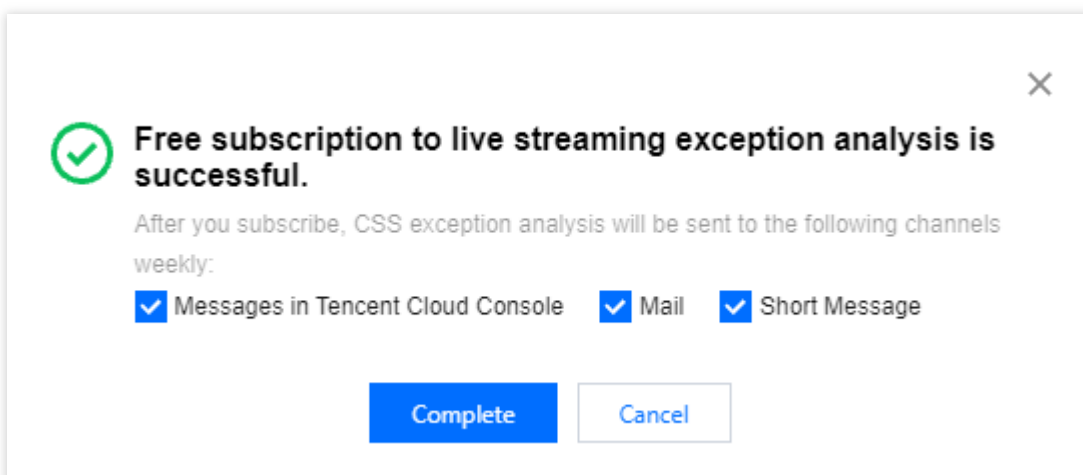 Free subscription to live streaming exception analysis is
successful.
After you subscribe, CSS exception analysis will be sent to the following channels
weekly:
Messages in Tencent Cloud Console Mail Short Message
Complete Cancel